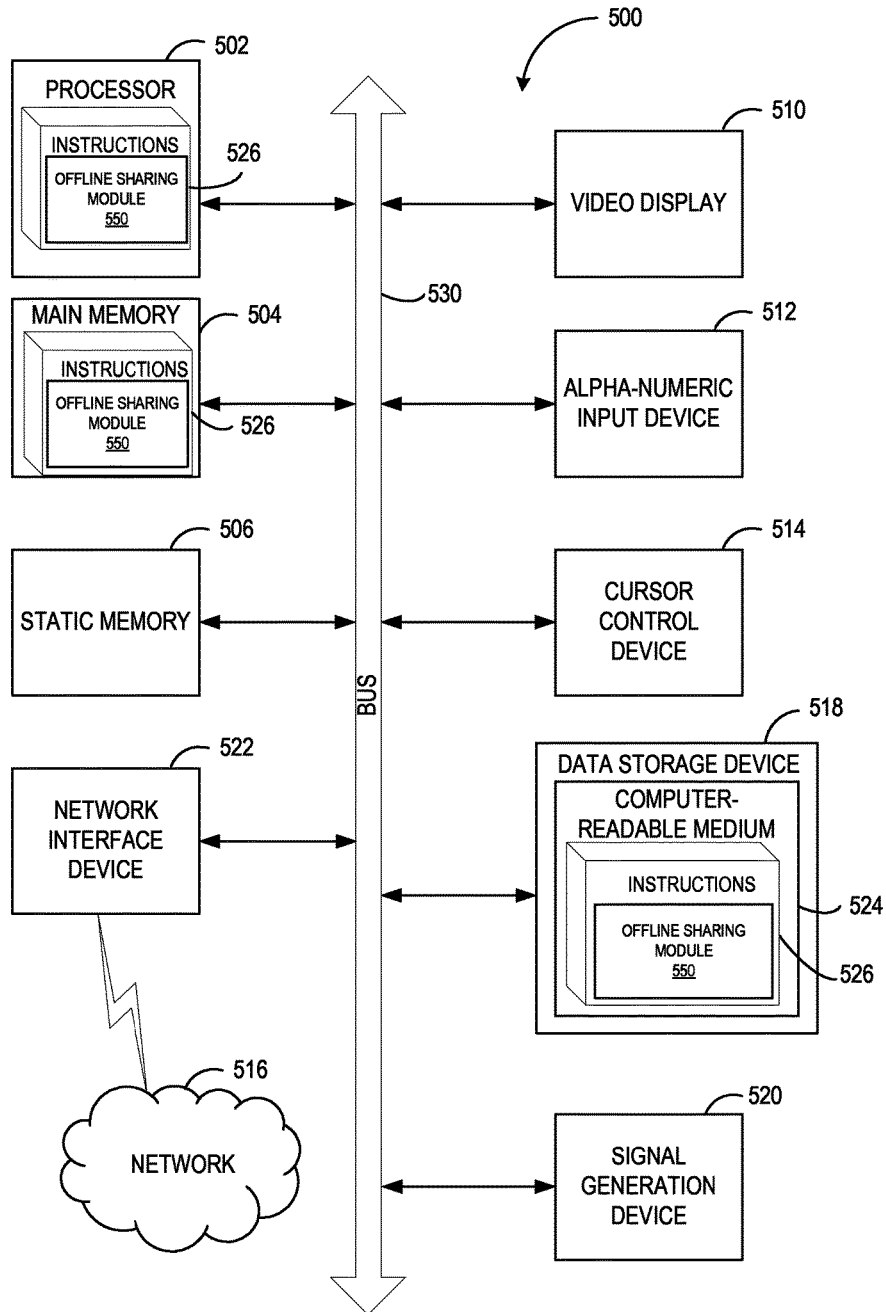 500
502
PROCESSOR
INSTRUCTIONS
OFFLINE SHARING
MODULE
550
526
510
VIDEO DISPLAY
530
MAIN MEMORY
504
INSTRUCTIONS
OFFLINE SHARING
MODULE
550
526
512
ALPHA-NUMERIC
INPUT DEVICE
506
STATIC MEMORY
514
CURSOR
CONTROL
DEVICE
BUS
522
NETWORK
INTERFACE
DEVICE
518
DATA STORAGE DEVICE
COMPUTER-
READABLE MEDIUM
INSTRUCTIONS
524
OFFLINE SHARING
MODULE
550
526
516
NETWORK
520
SIGNAL
GENERATION
DEVICE